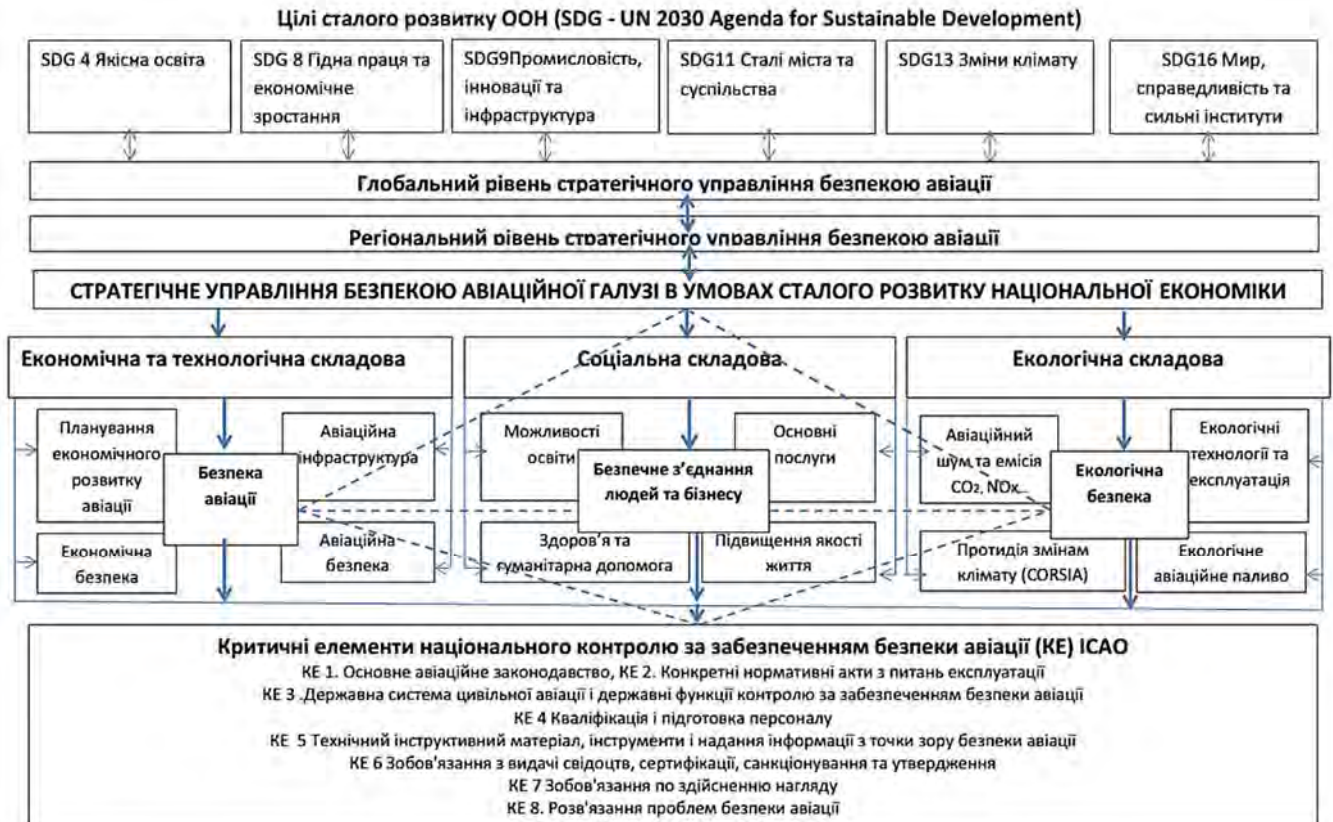 Цілі сталого розвитку ООН (SDG - UN 2030 Agenda for Sustainable Development)
SDG 4 Якісна освіта
SDG 8 Гідна праця та
економічне
зростання
SDG9Промисловість,
інновації та
інфраструктура
SDG11 Сталі міста та
суспільства
SDG13 Зміни клімату
SDG16 Мир,
справедливість та
сильні інститути
Глобальний рівень стратегічного управління безпекою авіації
Регіональний рівень стратегічного управління безпекою авіації
СТРАТЕГІЧНЕ УПРАВЛІННЯ БЕЗПЕКОЮ АВІАЦІЙНОЇ ГАЛУЗІ В УМОВАХ СТАЛОГО РОЗВИТКУ НАЦІОНАЛЬНОЇ ЕКОНОМІКИ
Економічна та технологічна складова
Соціальна складова
Екологічна складова
Планування
економічного
розвитку
авіації
Авіаційна
інфраструктура
Безпека
авіації
Економічна
безпека
Авіаційна
безпека
Можливості
освіти
Основні
послуги
Безпечне з’єднання
людей та бізнесу
Здоров’я та
гуманітарна допомога
Підвищення якості
життя
Авіаційний
шум та емісія
CO₂, NOx...
Екологічні
технології та
експлуатація
Екологічна
безпека
Протидія змінам
клімату (CORSIA)
Екологічне
авіаційне паливо
Критичні елементи національного контролю за забезпеченням безпеки авіації (КЕ) ICAO
КЕ 1. Основне авіаційне законодавство, КЕ 2. Конкретні нормативні акти з питань експлуатації
КЕ 3 .Державна система цивільної авіації і державні функції контролю за забезпеченням безпеки авіації
КЕ 4 Кваліфікація і підготовка персоналу
КЕ 5 Технічний інструктивний матеріал, інструменти і надання інформації з точки зору безпеки авіації
КЕ 6 Зобов'язання з видачі свідоцтв, сертифікації, санкціонування та утвердження
КЕ 7 Зобов'язання по здійсненню нагляду
КЕ 8. Розв'язання проблем безпеки авіації